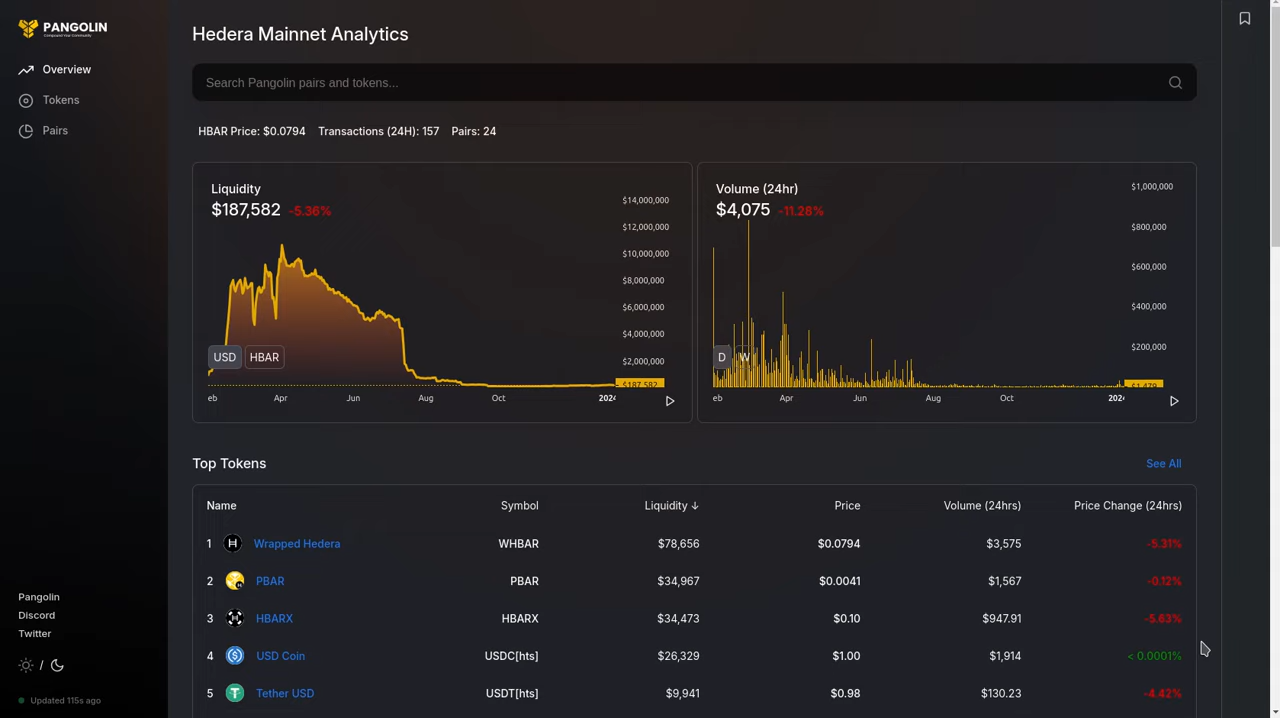 PANGOLIN
Compound Your Community
Overview
Tokens
Pairs
Pangolin
Discord
Twitter
/
Updated 115s ago
Hedera Mainnet Analytics
Search Pangolin pairs and tokens...
HBAR Price: $0.0794 Transactions (24H): 157 Pairs: 24
Liquidity
$187,582 -5.36%
$14,000,000
$12,000,000
$10,000,000
$8,000,000
$6,000,000
$4,000,000
$2,000,000
$187,582
USD HBAR
eb Apr Jun Aug Oct 2024
Volume (24hr)
$4,075 -11.28%
$1,000,000
$800,000
$600,000
$400,000
$200,000
$1,479
D W
eb Apr Jun Aug Oct 2024
Top Tokens See All
Name Symbol Liquidity ↓ Price Volume (24hrs) Price Change (24hrs)
1 Wrapped Hedera WHBAR $78,656 $0.0794 $3,575 -5.31%
2 PBAR PBAR $34,967 $0.0041 $1,567 -0.12%
3 HBARX HBARX $34,473 $0.10 $947.91 -5.63%
4 USD Coin USDC[hts] $26,329 $1.00 $1,914 < 0.0001%
5 Tether USD USDT[hts] $9,941 $0.98 $130.23 -4.42%